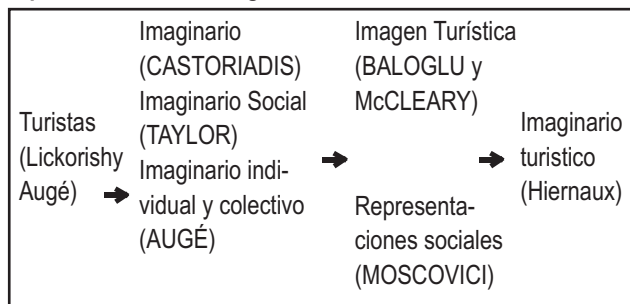 Turistas
(Lickorishy
Augé)
Imaginario
(CASTORIADIS)
Imaginario Social
(TAYLOR)
Imaginario indi-
vidual y colectivo
(AUGÉ)
Imagen Turística
(BALOGLU y
McCLEARY)
Representa-
ciones sociales
(MOSCOVICI)
Imaginario
turistico
(Hiernaux)